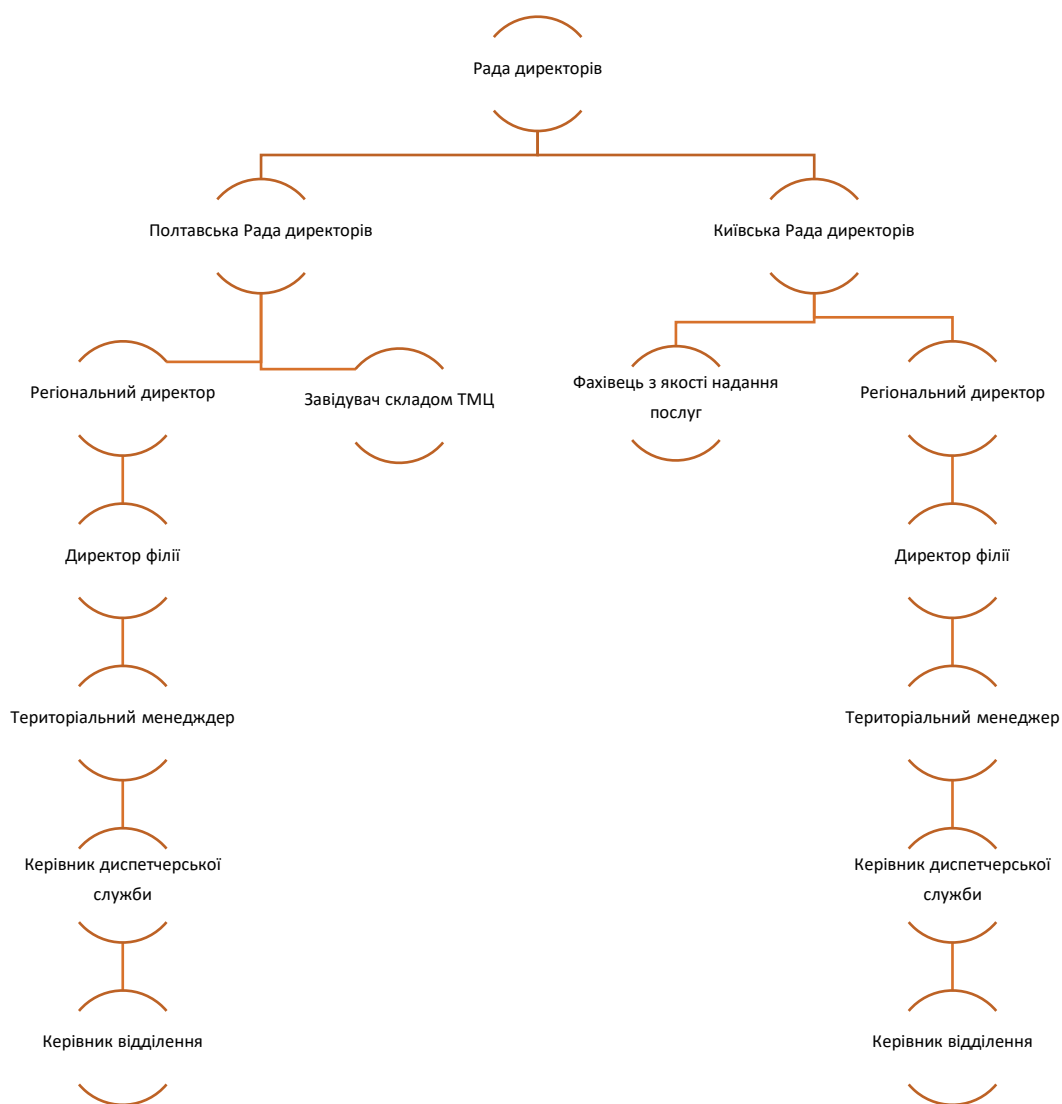 Рада директорів
Полтавська Рада директорів
Київська Рада директорів
Регіональний директор
Завідувач складом ТМЦ
Фахівець з якості надання
послуг
Регіональний директор
Директор філії
Директор філії
Територіальний менедждер
Територіальний менеджер
Керівник диспетчерської
служби
Керівник диспетчерської
служби
Керівник відділення
Керівник відділення